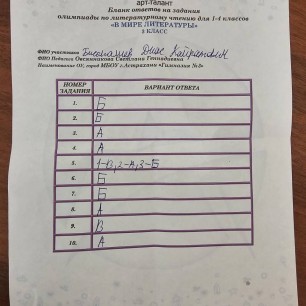 арт-талант
Бланк ответов на задания
олимпиады по литературному чтению для 1-4 классов
«В МИРЕ ЛИТЕРАТУРЫ»
2 КЛАСС
ФИО участника
ФИО Педагога Овсянникова Светлана Геннадиевна
Наименование ОУ, город МБОУ г.Астрахани «Гимназия №3»
НОМЕР ЗАДАНИЯ ВАРИАНТ ОТВЕТА
1. Б
2. Б
3. А
4. А
5. 1-В, 2-А, 3-Б
6. Б
7. Б
8. А
9. В
10. А